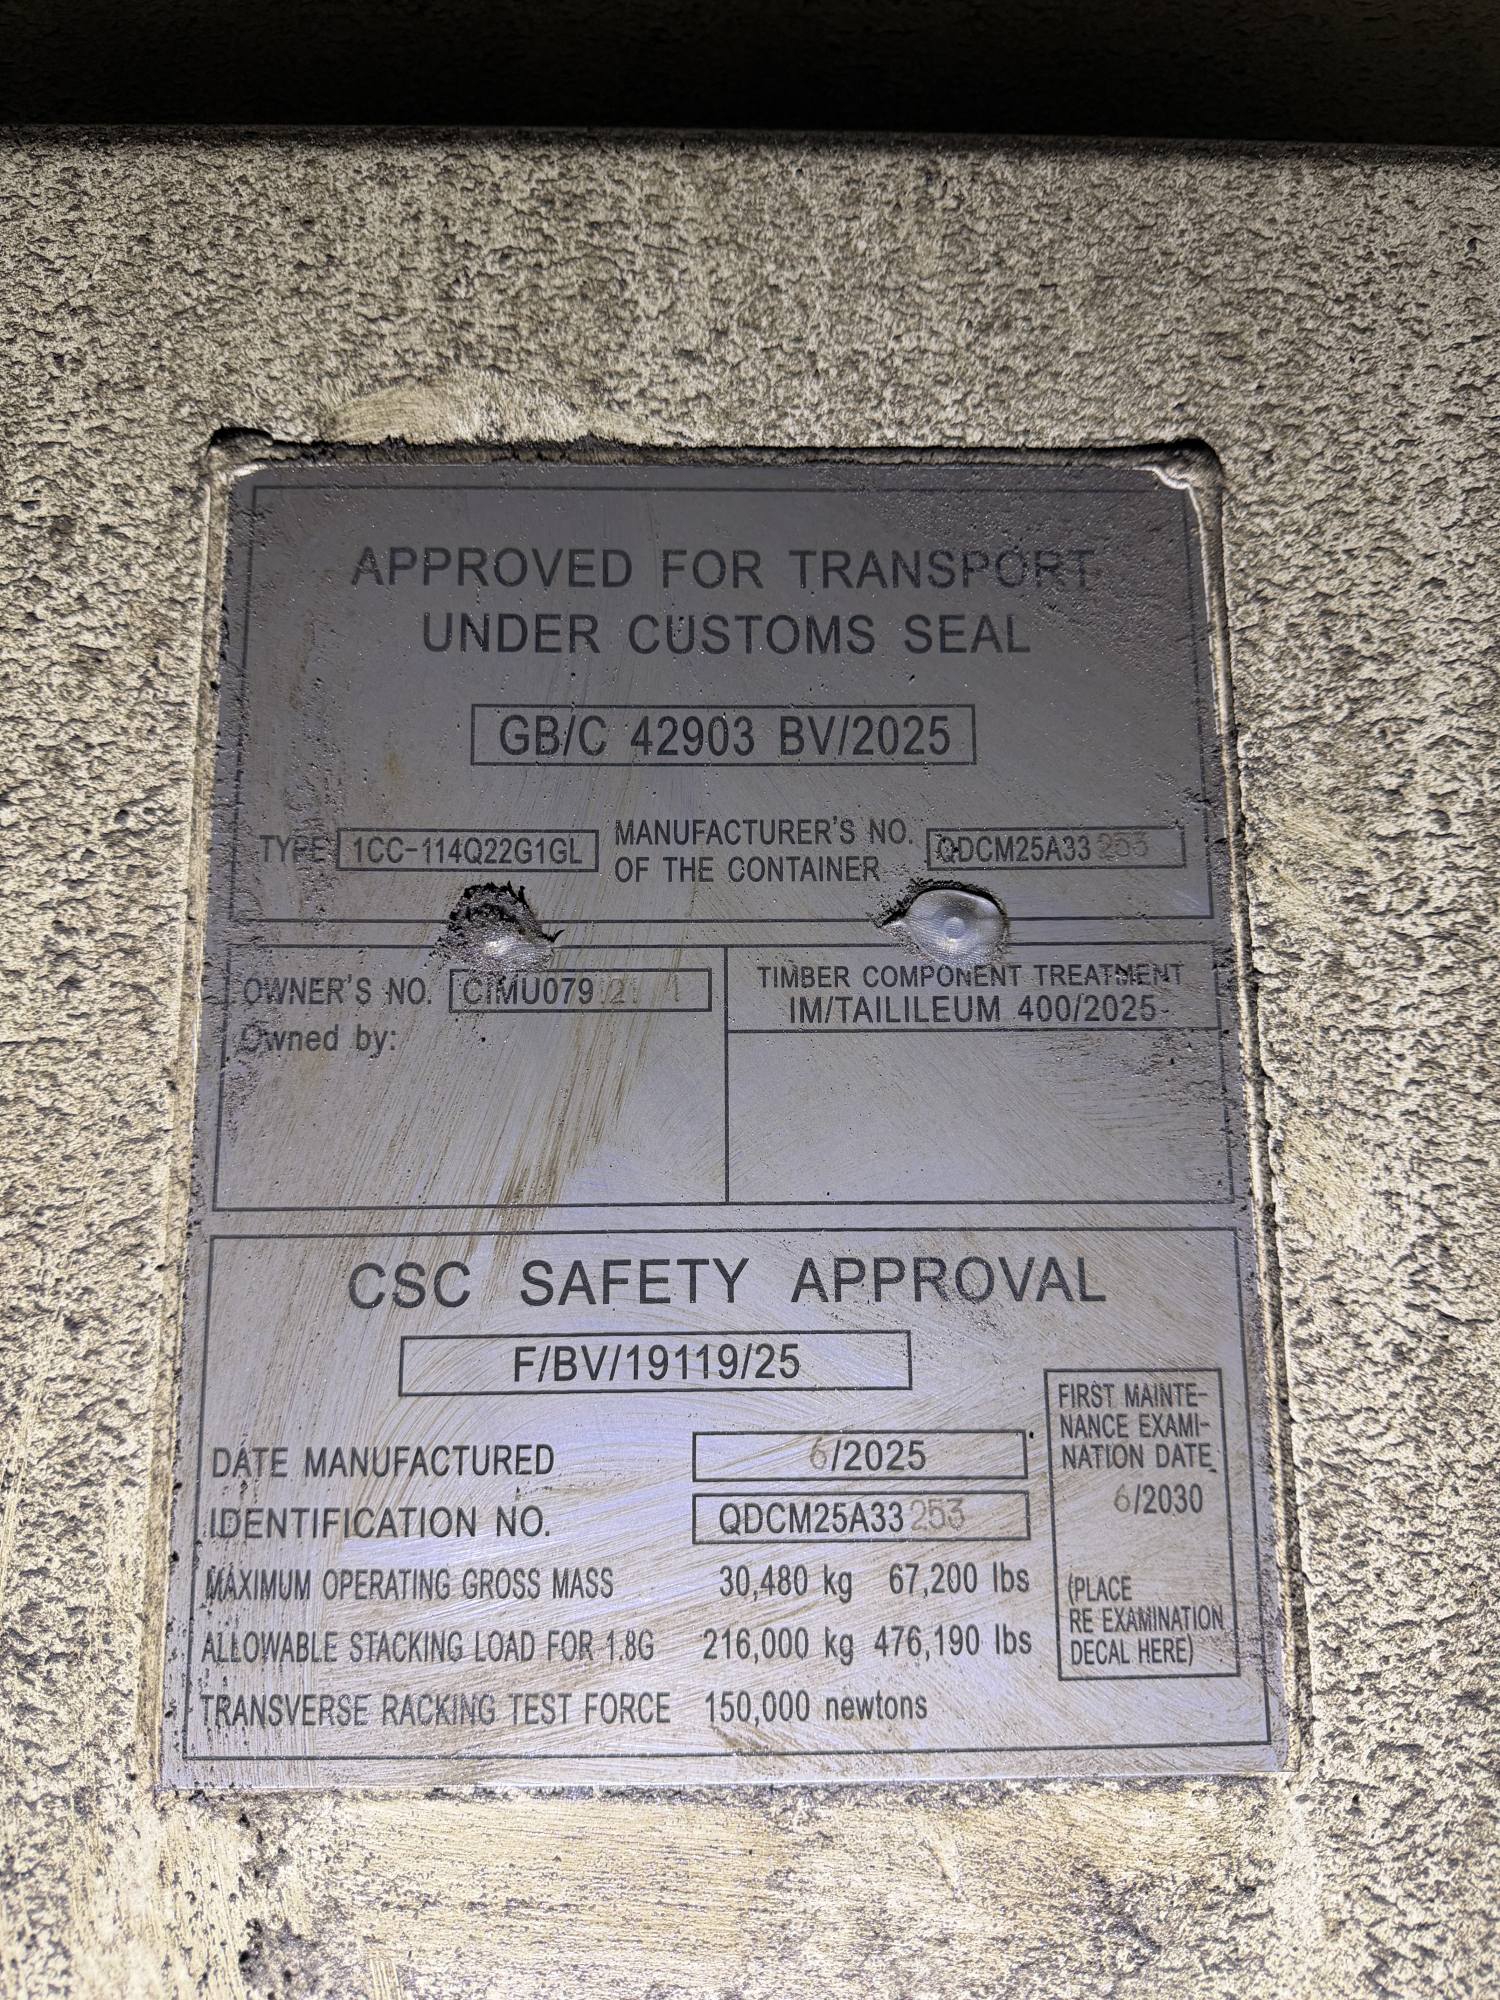 APPROVED FOR TRANSPORT
UNDER CUSTOMS SEAL
GB/C 42903 BV/2025
TYPE 1CC-114Q22G1GL
MANUFACTURER'S NO.
OF THE CONTAINER
QDCM25A33253
OWNER'S NO.
Owned by:
TIMBER COMPONENT TREATMENT
IM/TAILILEUM 400/2025
CSC SAFETY APPROVAL
F/BV/19119/25
DATE MANUFACTURED 6/2025
IDENTIFICATION NO. QDCM25A33253
MAXIMUM OPERATING GROSS MASS 30,480 kg 67,200 lbs
ALLOWABLE STACKING LOAD FOR 1.8G 216,000 kg 476,190 lbs
TRANSVERSE RACKING TEST FORCE 150,000 newtons
FIRST MAINTE-
NANCE EXAMI-
NATION DATE
6/2030
(PLACE
RE EXAMINATION
DECAL HERE)